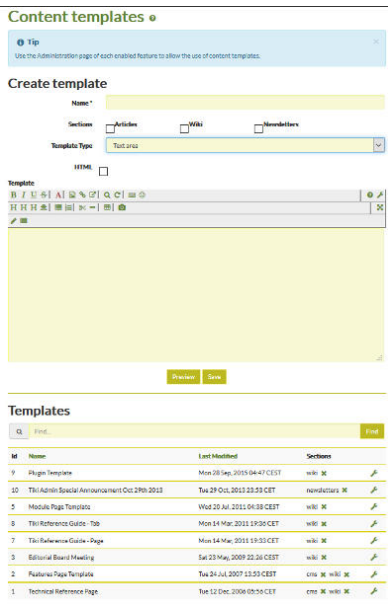 Content templates
Tip
Use the Administration page of each enabled feature to allow the use of content templates.
Create template
Name *
Sections Articles Wiki Newsletters
Template Type Text area
HTML
Template
B I U S A
H H H
Preview Save
Templates
Find... Find
Id Name Last Modified Sections
9 Plugin Template Mon 28 Sep, 2015 04:47 CEST wiki
10 Tiki Admin Special Announcement Oct 29th 2013 Tue 29 Oct, 2013 23:53 CET newsletters
5 Module Page Template Wed 20 Jul, 2011 04:38 CEST wiki
8 Tiki Reference Guide - Tab Mon 14 Mar, 2011 19:36 CET wiki
7 Tiki Reference Guide - Page Mon 14 Mar, 2011 19:33 CET wiki
3 Editorial Board Meeting Sat 23 May, 2009 22:26 CEST wiki
2 Features Page Template Tue 24 Jul, 2007 13:53 CEST cms wiki
1 Technical Reference Page Tue 12 Dec, 2006 05:56 CET cms wiki